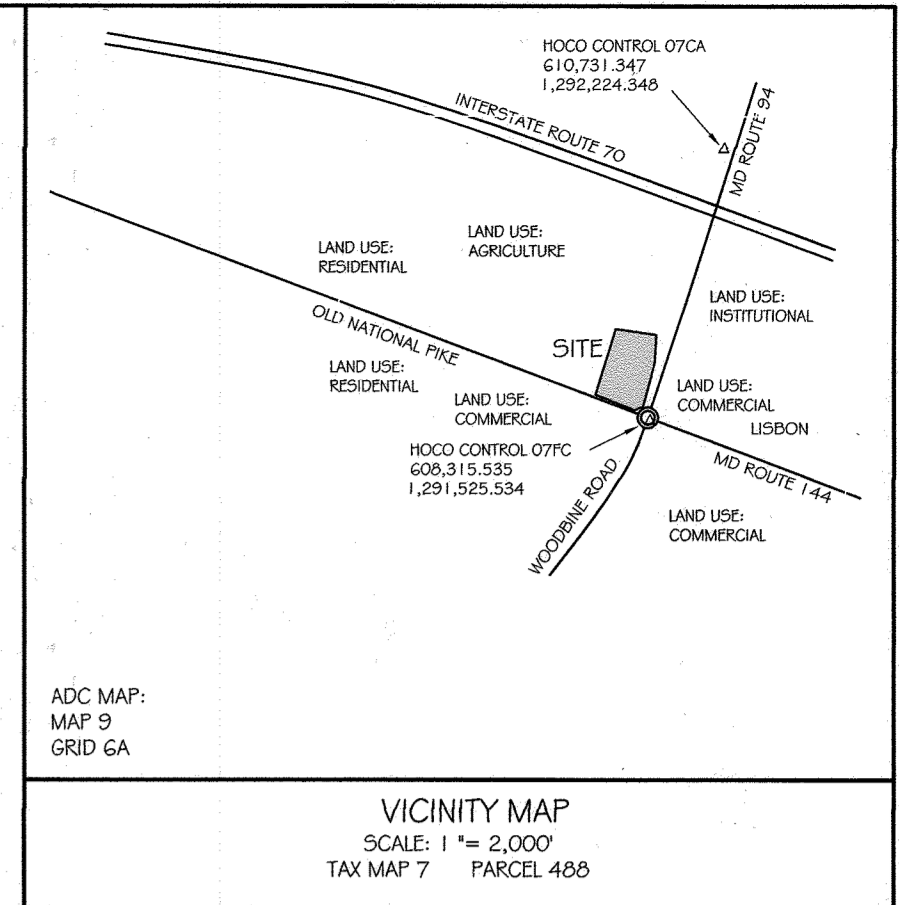 HOCO CONTROL 07CA
610,731.347
1,292,224.348
INTERSTATE ROUTE 70
MD ROUTE 94
LAND USE:
RESIDENTIAL
LAND USE:
AGRICULTURE
LAND USE:
INSTITUTIONAL
OLD NATIONAL PIKE
SITE
LAND USE:
RESIDENTIAL
LAND USE:
COMMERCIAL
LAND USE:
COMMERCIAL
LISBON
HOCO CONTROL 07FC
608,315.535
1,291,525.534
MD ROUTE 144
WOODBINE ROAD
LAND USE:
COMMERCIAL
ADC MAP:
MAP 9
GRID 6A
VICINITY MAP
SCALE: 1 "= 2,000'
TAX MAP 7 PARCEL 488